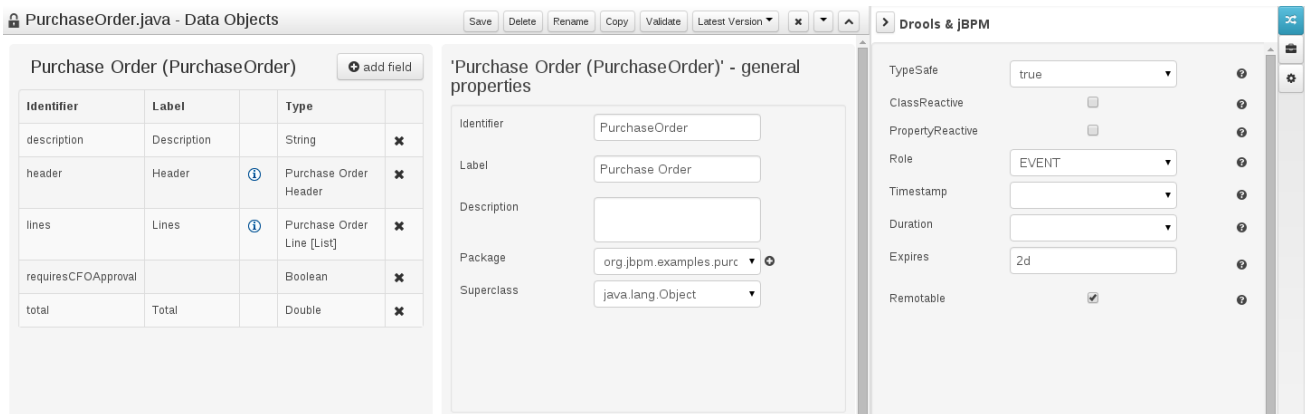 PurchaseOrder.java - Data Objects
Save Delete Rename Copy Validate Latest Version
Purchase Order (PurchaseOrder)
add field
Identifier Label Type
description Description String
header Header Purchase Order
Header
lines Lines Purchase Order
Line [List]
requiresCFOApproval Boolean
total Total Double
'Purchase Order (PurchaseOrder)' - general
properties
Identifier PurchaseOrder
Label Purchase Order
Description
Package org.jbpm.examples.purc
Superclass java.lang.Object
Drools & jBPM
TypeSafe true
ClassReactive
PropertyReactive
Role EVENT
Timestamp
Duration
Expires 2d
Remotable